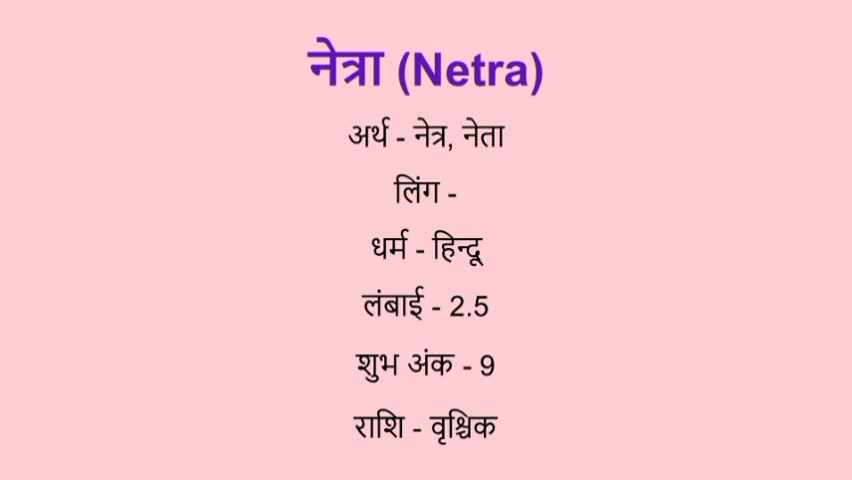 नेत्रा (Netra)
अर्थ - नेत्र, नेता
लिंग -
धर्म - हिन्दू
लंबाई - 2.5
शुभ अंक - 9
राशि - वृश्चिक